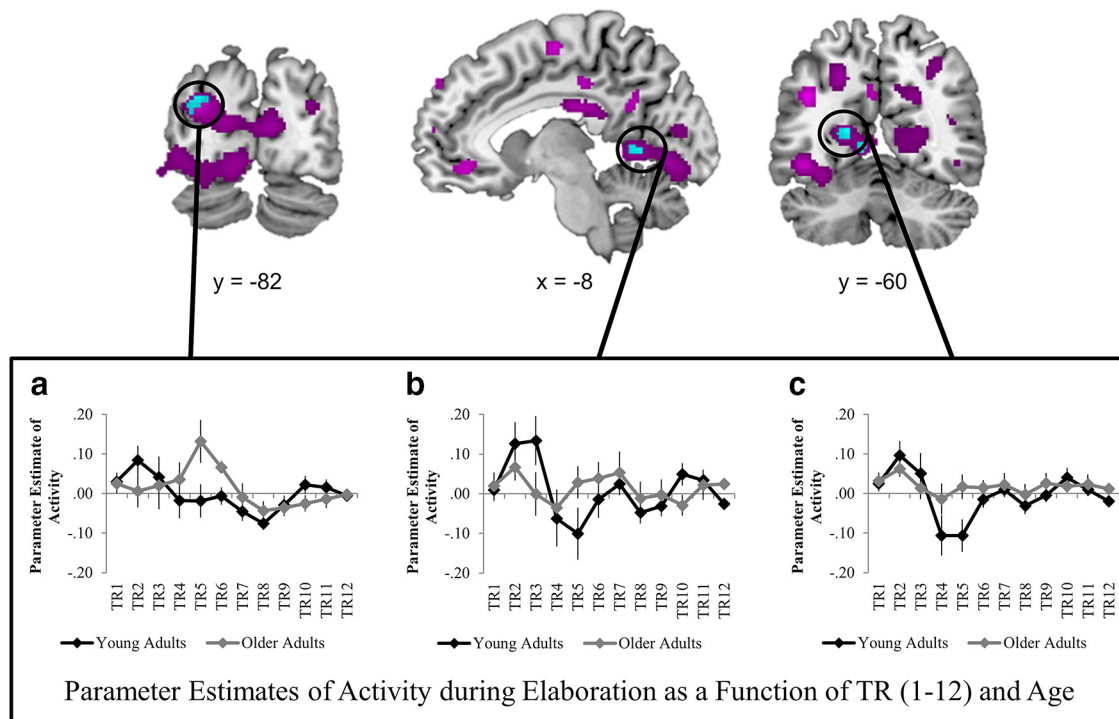 y = -82
x = -8
y = -60
a
Parameter Estimate of
Activity
.20
.10
.00
-.10
-.20
TR1
TR2
TR3
TR4
TR5
TR6
TR7
TR8
TR9
TR10
TR11
TR12
Young Adults
Older Adults
b
Parameter Estimate of
Activity
.20
.10
.00
-.10
-.20
TR1
TR2
TR3
TR4
TR5
TR6
TR7
TR8
TR9
TR10
TR11
TR12
Young Adults
Older Adults
c
Parameter Estimate of
Activity
.20
.10
.00
-.10
-.20
TR1
TR2
TR3
TR4
TR5
TR6
TR7
TR8
TR9
TR10
TR11
TR12
Young Adults
Older Adults
Parameter Estimates of Activity during Elaboration as a Function of TR (1-12) and Age